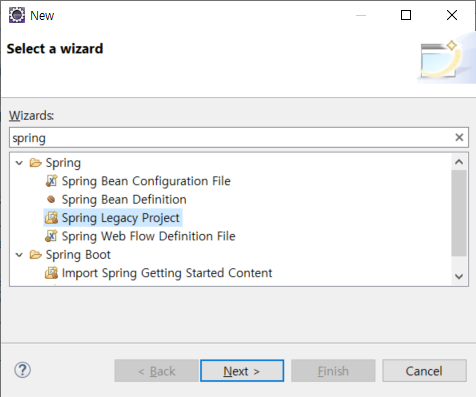 New
Select a wizard
Wizards:
spring
Spring
Spring Bean Configuration File
Spring Bean Definition
Spring Legacy Project
Spring Web Flow Definition File
Spring Boot
Import Spring Getting Started Content
?
< Back
Next >
Finish
Cancel